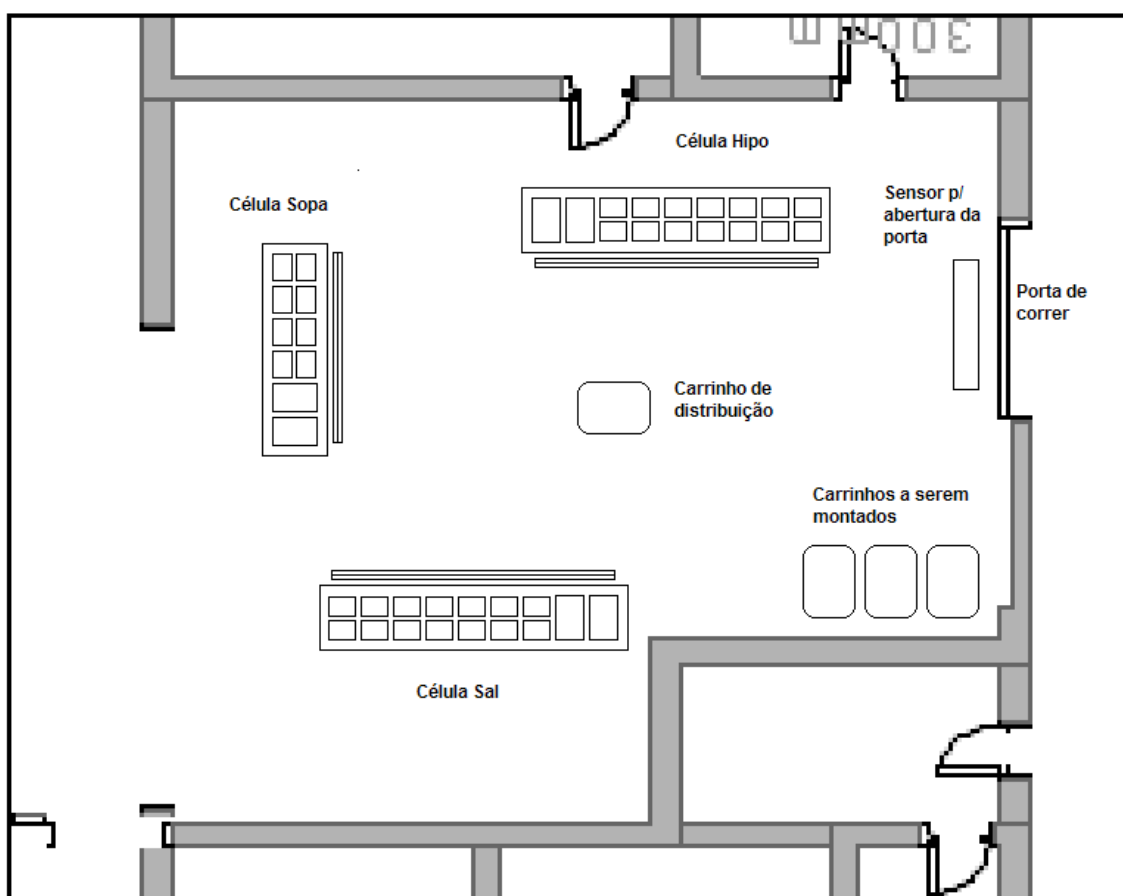 300
Célula Hipo
Célula Sopa
Sensor p/
abertura da
porta
Porta de
correr
Carrinho de
distribuição
Carrinhos a serem
montados
Célula Sal